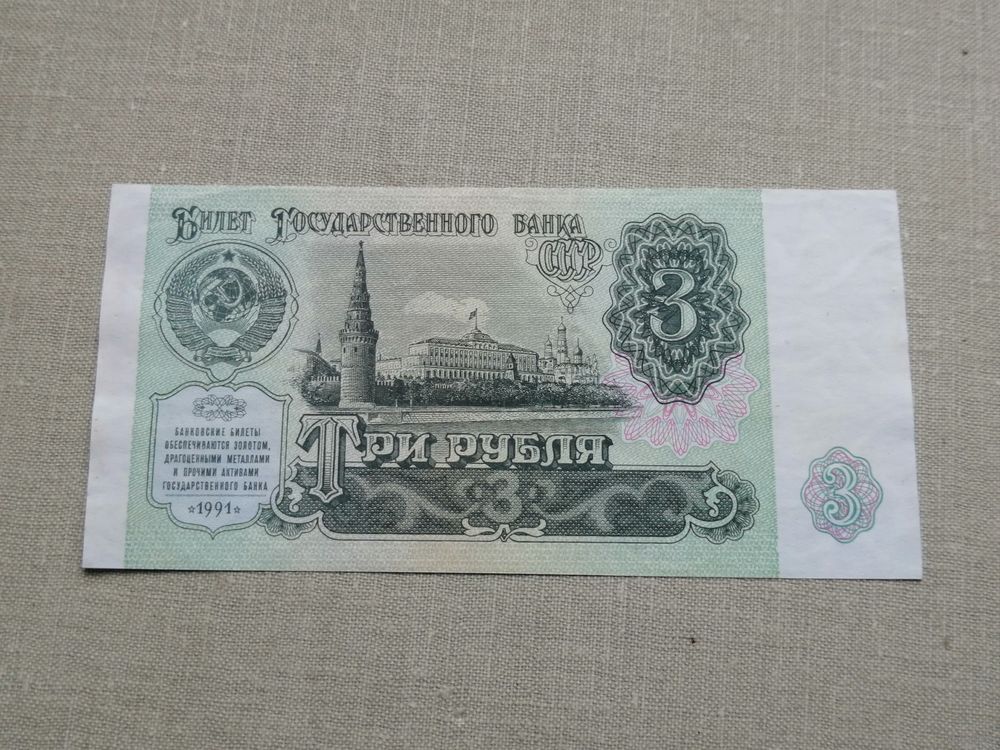 Билет Государственного Банка
СССР
3
Банковские билеты
обеспечиваются золотом,
драгоценными металлами
и прочими активами
Государственного банка
☆1991☆
Три рубля
3
3